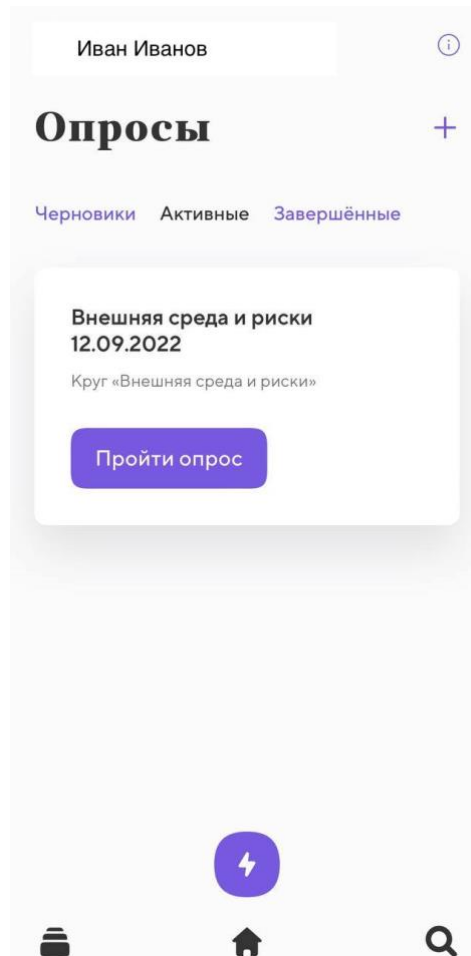 Иван Иванов
Опросы
Черновики Активные Завершённые
Внешняя среда и риски
12.09.2022
Круг «Внешняя среда и риски»
Пройти опрос